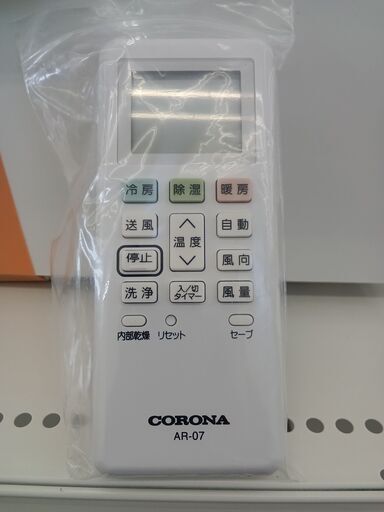 冷房 除湿 暖房
送風 温度 自動
停止 風向
洗浄 入/切 風量
タイマー
内部乾燥 リセット セーブ
CORONA
AR-07